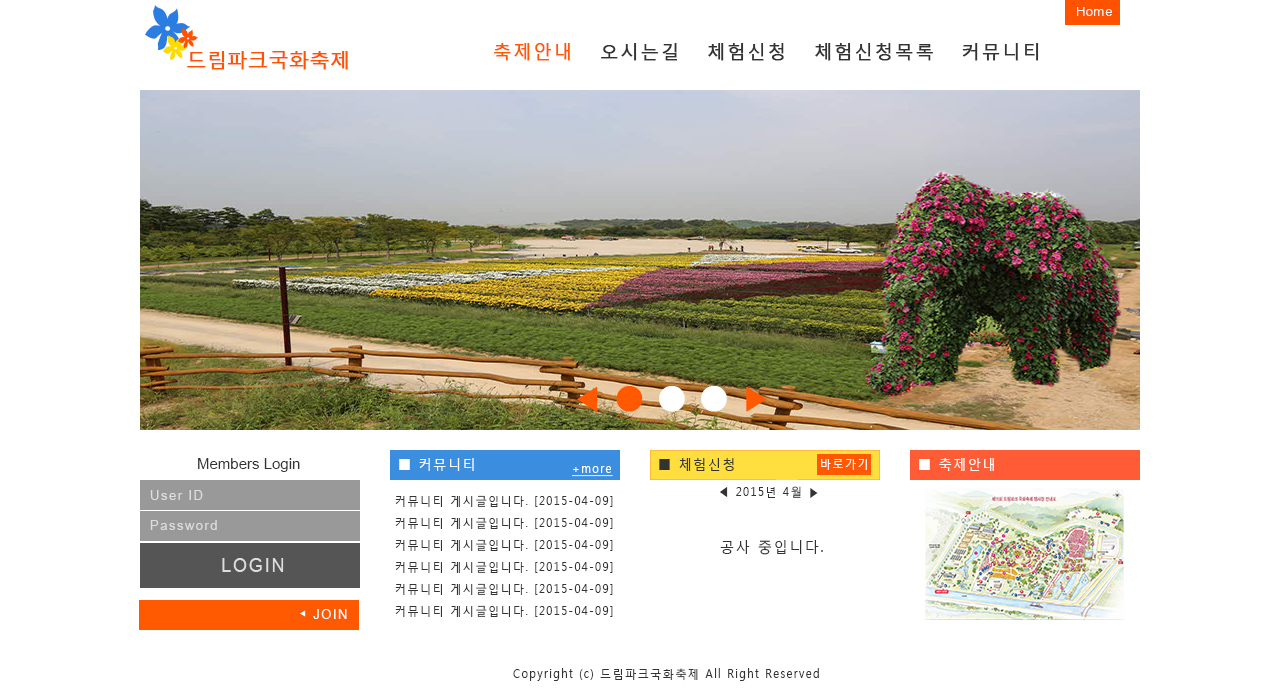 Home
드림파크국화축제
축제안내 오시는길 체험신청 체험신청목록 커뮤니티
Members Login
User ID
Password
LOGIN
JOIN
커뮤니티
+more
커뮤니티 게시글입니다. [2015-04-09]
커뮤니티 게시글입니다. [2015-04-09]
커뮤니티 게시글입니다. [2015-04-09]
커뮤니티 게시글입니다. [2015-04-09]
커뮤니티 게시글입니다. [2015-04-09]
커뮤니티 게시글입니다. [2015-04-09]
체험신청
바로가기
2015년 4월
공사 중입니다.
축제안내
Copyright (c) 드림파크국화축제 All Right Reserved